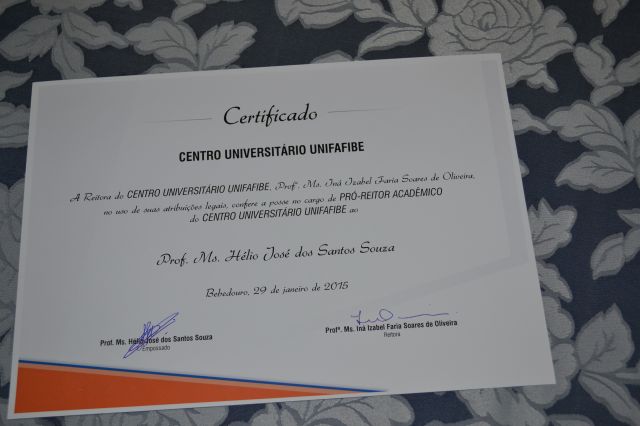 Certificado
CENTRO UNIVERSITÁRIO UNIFAFIBE
A Reitora do CENTRO UNIVERSITÁRIO UNIFAFIBE, Profª. Ms. Iná Izabel Faria Soares de Oliveira,
no uso de suas atribuições legais, confere a posse no cargo de PRÓ-REITOR ACADÊMICO
do CENTRO UNIVERSITÁRIO UNIFAFIBE ao
Prof. Ms. Hélio José dos Santos Souza
Bebedouro, 29 de janeiro de 2015
Prof. Ms. Hélio José dos Santos Souza
Empossado
Profª. Ms. Iná Izabel Faria Soares de Oliveira
Reitora